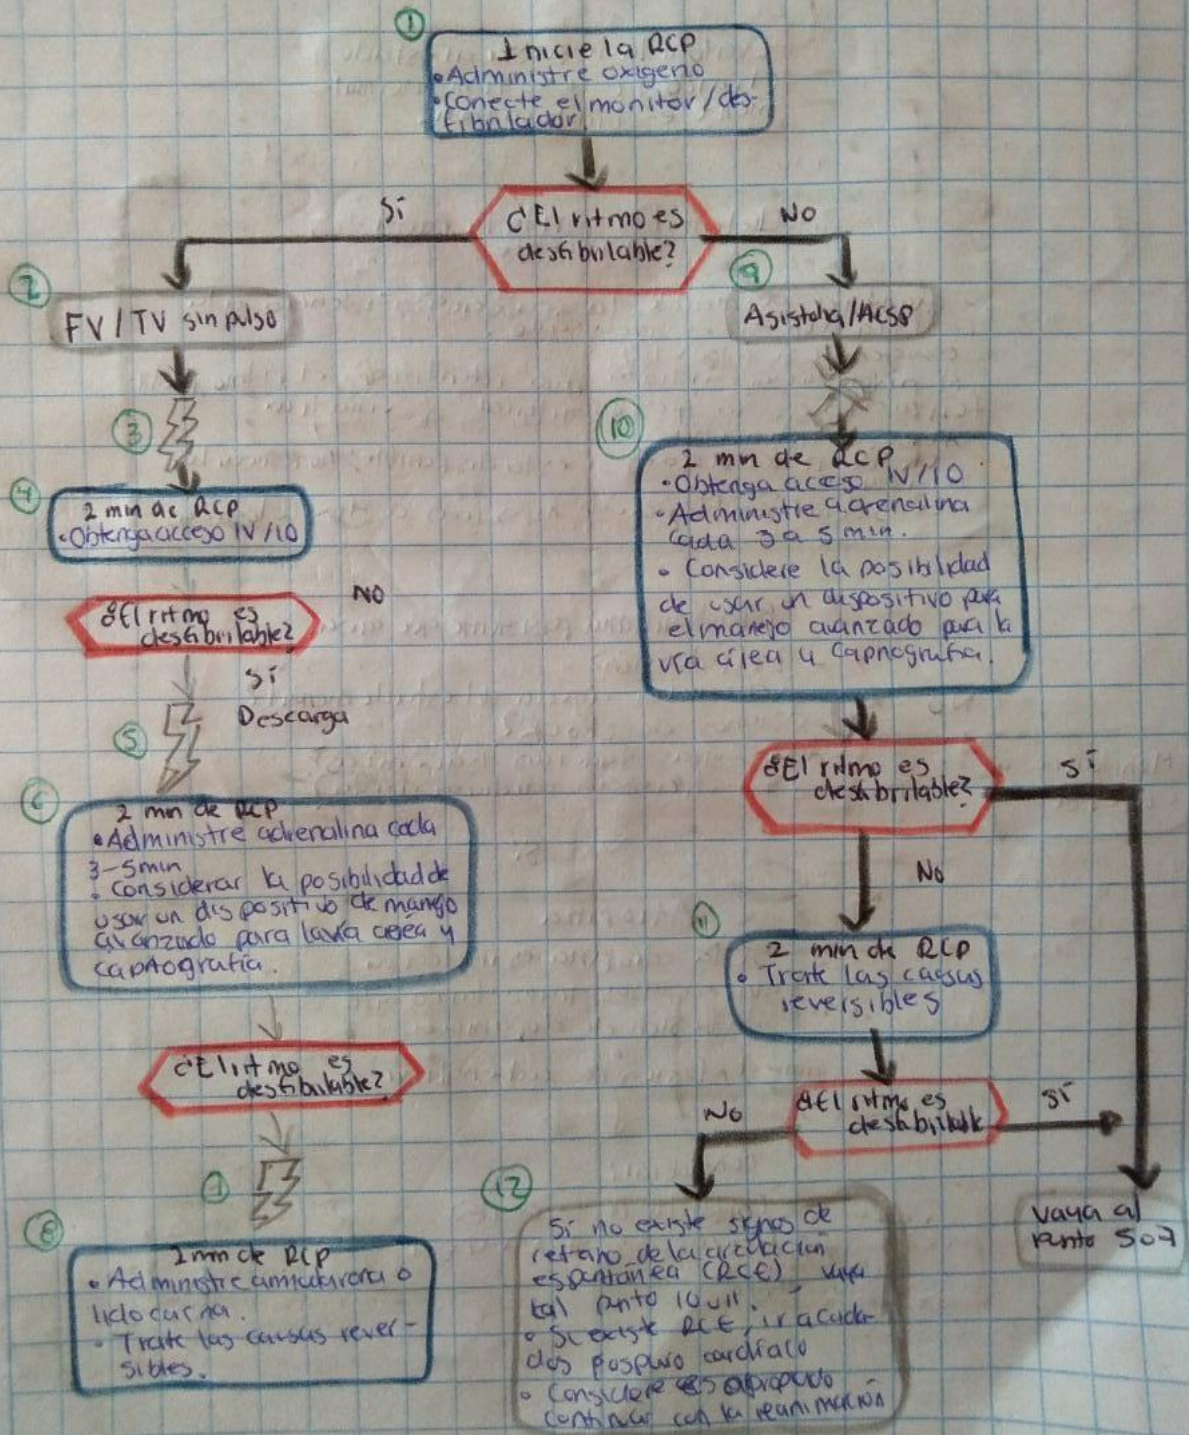 1
Inicie la RCP
• Administre oxigeno
• Conecte el monitor/des-
fibrilador
¿El ritmo es
desfibrilable?
Sí
NO
2
FV/TV sin pulso
3
4
2 min de RCP
• Obtenga acceso IV/IO
¿El ritmo es
desfibrilable?
NO
Sí
5
Descarga
6
2 min de RCP
• Administre adrenalina cada
3-5min
• Considerar la posibilidad de
usar un dispositivo de manejo
avanzado para la vía aérea y
capnografía.
¿El ritmo es
desfibrilable?
7
8
2 min de RCP
• Administre amiodarona o
lidocaina.
• Trate las causas rever-
sibles.
9
Asistolia/ACSP
10
2 min de RCP
• Obtenga acceso IV/IO
• Administre adrenalina
cada 3 a 5 min.
• Considere la posibilidad
de usar un dispositivo para
el manejo avanzado para la
vía aérea y capnografía.
¿El ritmo es
desfibrilable?
Sí
No
11
2 min de RCP
• Trate las causas
reversibles
¿El ritmo es
desfibrilable
No
Sí
vaya al
punto 5 o 7
12
Si no existe signos de
retorno de la circulación
espontánea (RCE), vaya
al punto 10 u 11.
• Si existe RCE, ir a cuida-
dos posparo cardíaco
• Considere es apropiado
continuar con la reanimación